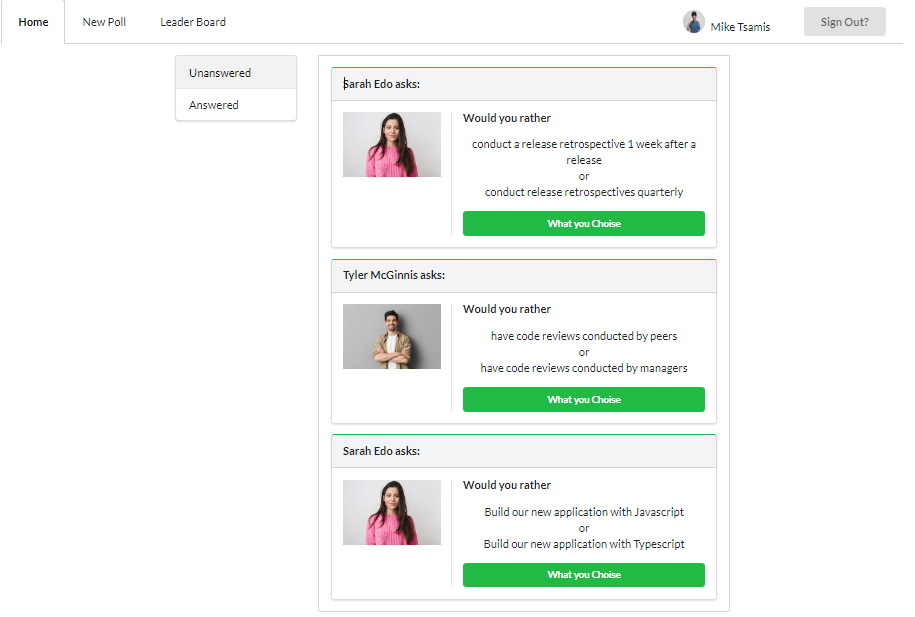 Home
New Poll
Leader Board
Mike Tsamis
Sign Out?
Unanswered
Answered
Sarah Edo asks:
Would you rather
conduct a release retrospective 1 week after a
release
or
conduct release retrospectives quarterly
What you Choise
Tyler McGinnis asks:
Would you rather
have code reviews conducted by peers
or
have code reviews conducted by managers
What you Choise
Sarah Edo asks:
Would you rather
Build our new application with Javascript
or
Build our new application with Typescript
What you Choise